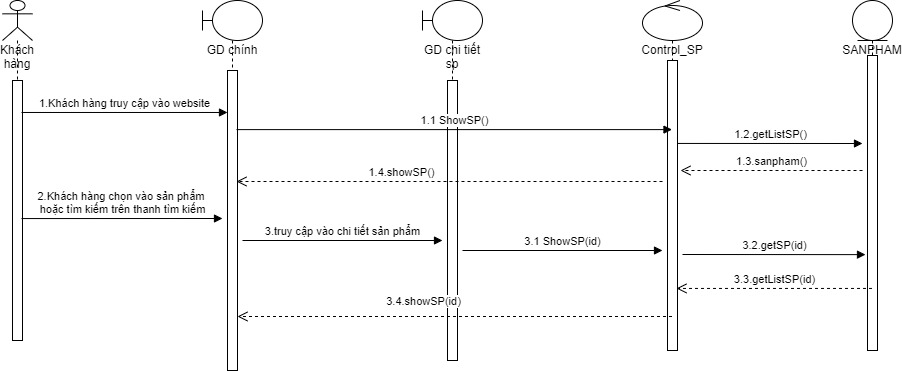 Khách
hàng
GD chính
GD chi tiết
sp
Control_SP
SANPHAM
1.Khách hàng truy cập vào website
1.1 ShowSP()
1.2.getListSP()
1.3.sanpham()
1.4.showSP()
2.Khách hàng chọn vào sản phẩm
hoặc tìm kiếm trên thanh tìm kiếm
3.truy cập vào chi tiết sản phẩm
3.1 ShowSP(id)
3.2.getSP(id)
3.3.getListSP(id)
3.4.showSP(id)